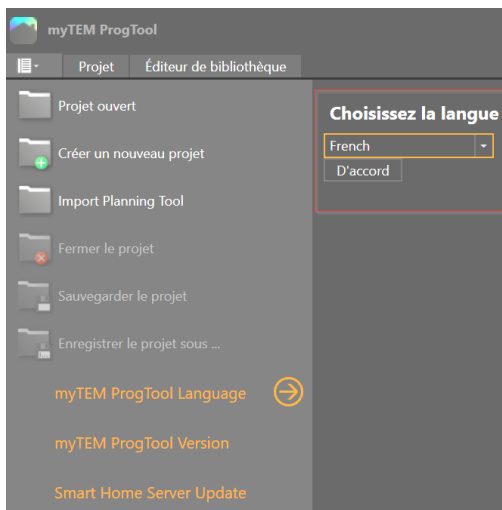 myTEM ProgTool
Projet
Éditeur de bibliothèque
Projet ouvert
Créer un nouveau projet
Import Planning Tool
Fermer le projet
Sauvegarder le projet
Enregistrer le projet sous ...
myTEM ProgTool Language
myTEM ProgTool Version
Smart Home Server Update
Choisissez la langue
French
D'accord